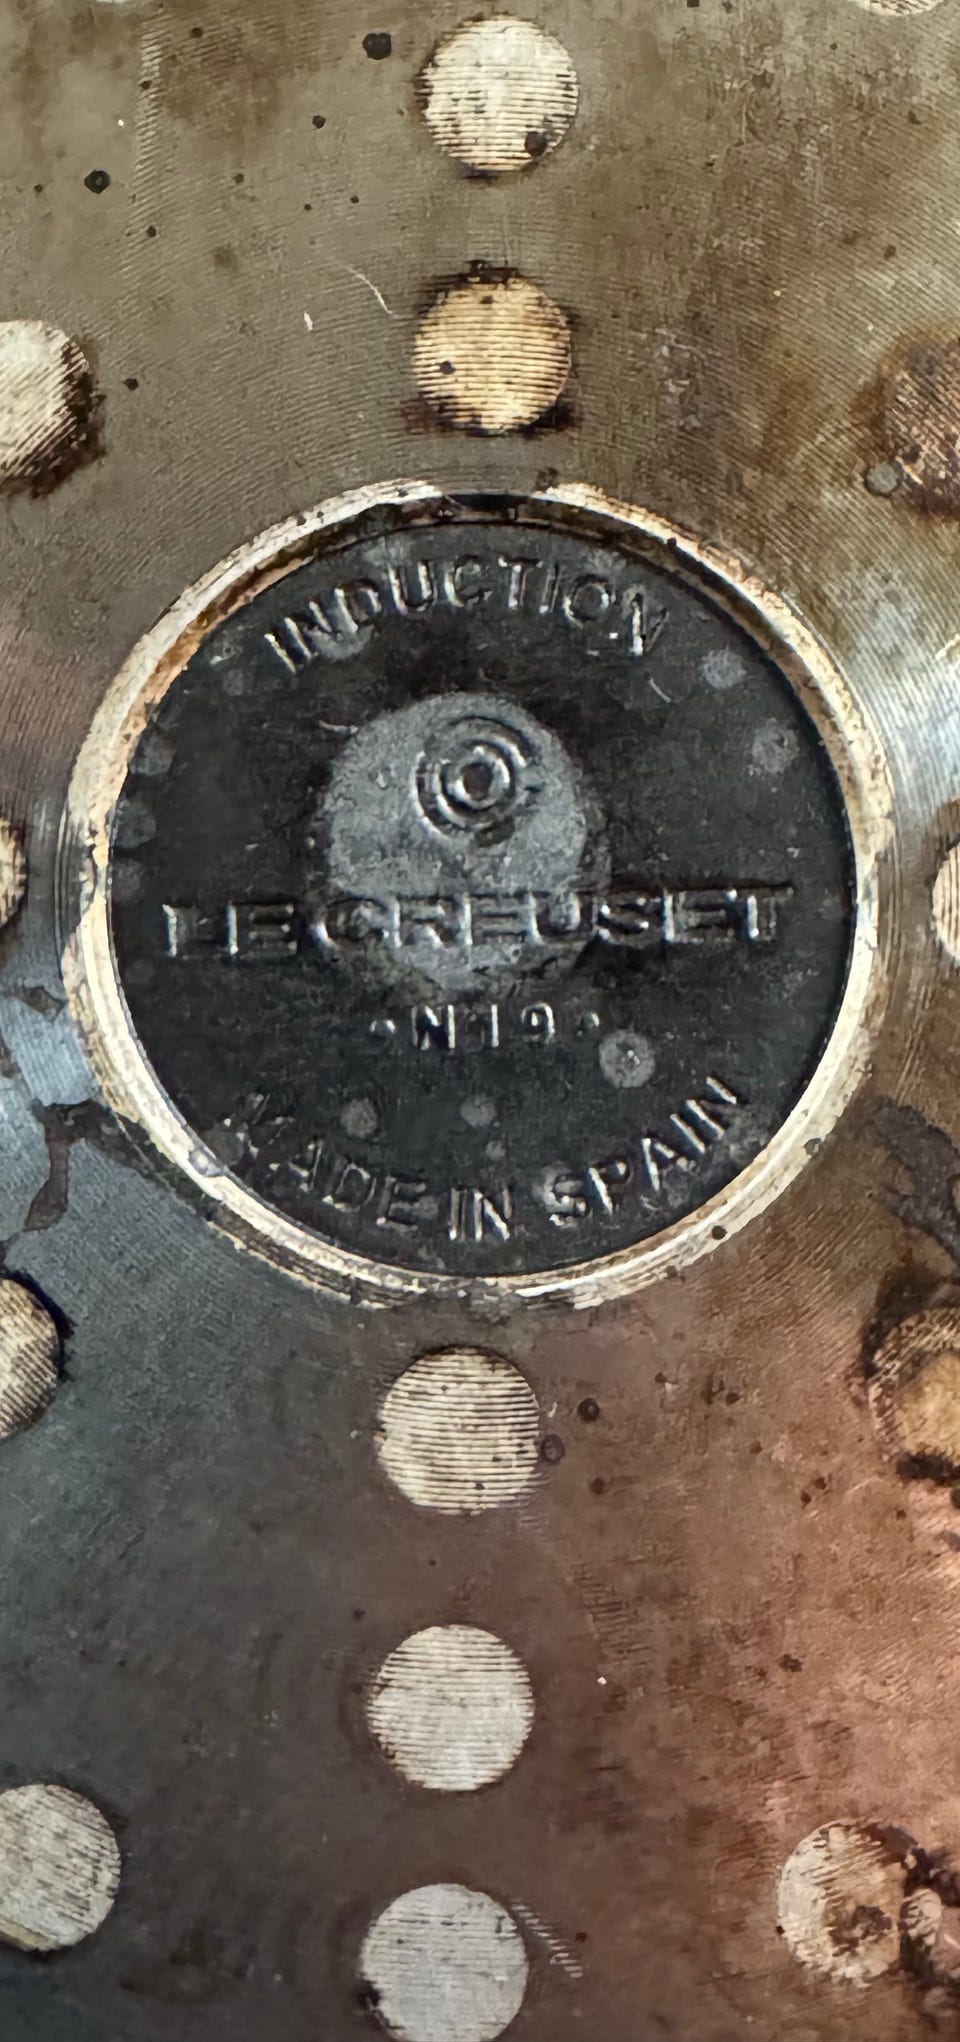 INDUCTION
LE CREUSET
·N19·
MADE IN SPAIN